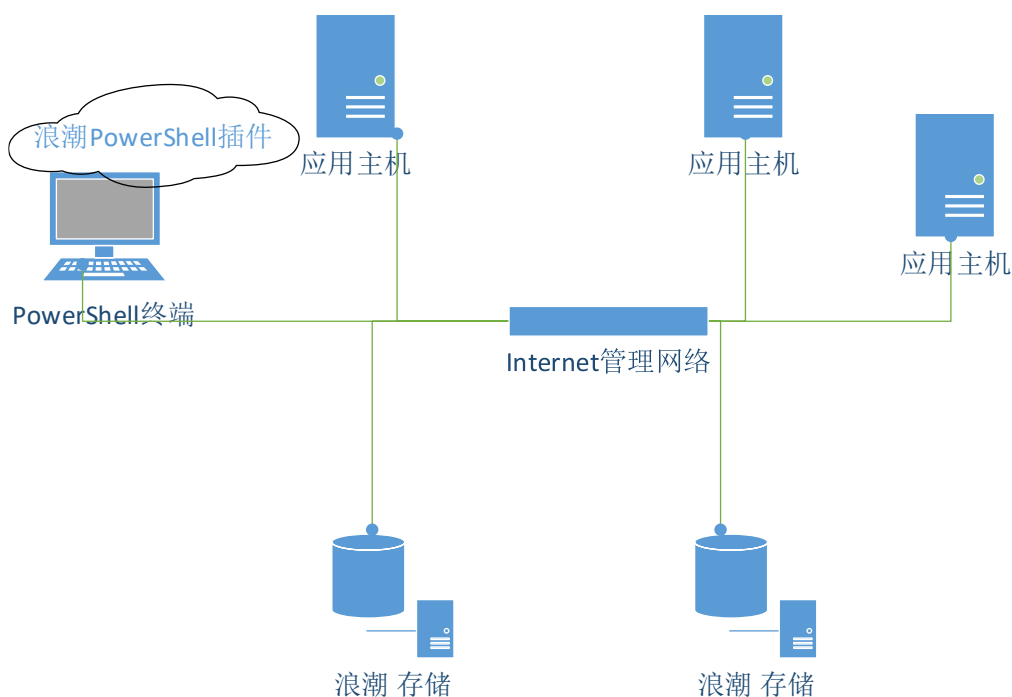 浪潮PowerShell插件
应用主机
应用主机
应用主机
PowerShell终端
Internet管理网络
浪潮 存储
浪潮 存储